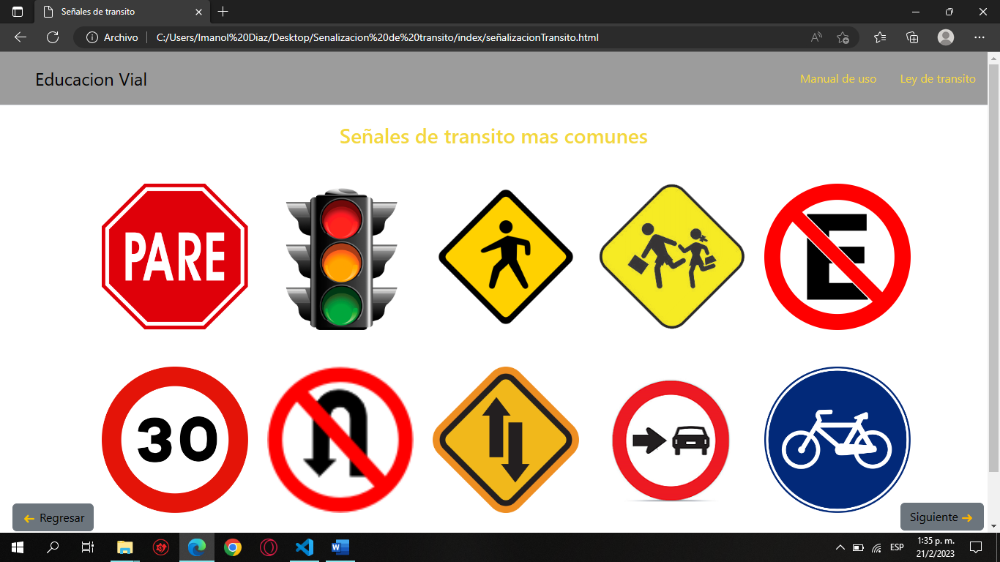 Señales de transito
Archivo
C:/Users/Imanol%20Diaz/Desktop/Senalizacion%20de%20transito/index/señalizacionTransito.html
Educacion Vial
Manual de uso
Ley de transito
Señales de transito mas comunes
PARE
E
30
← Regresar
Siguiente →
ESP
1:35 p. m.
21/2/2023